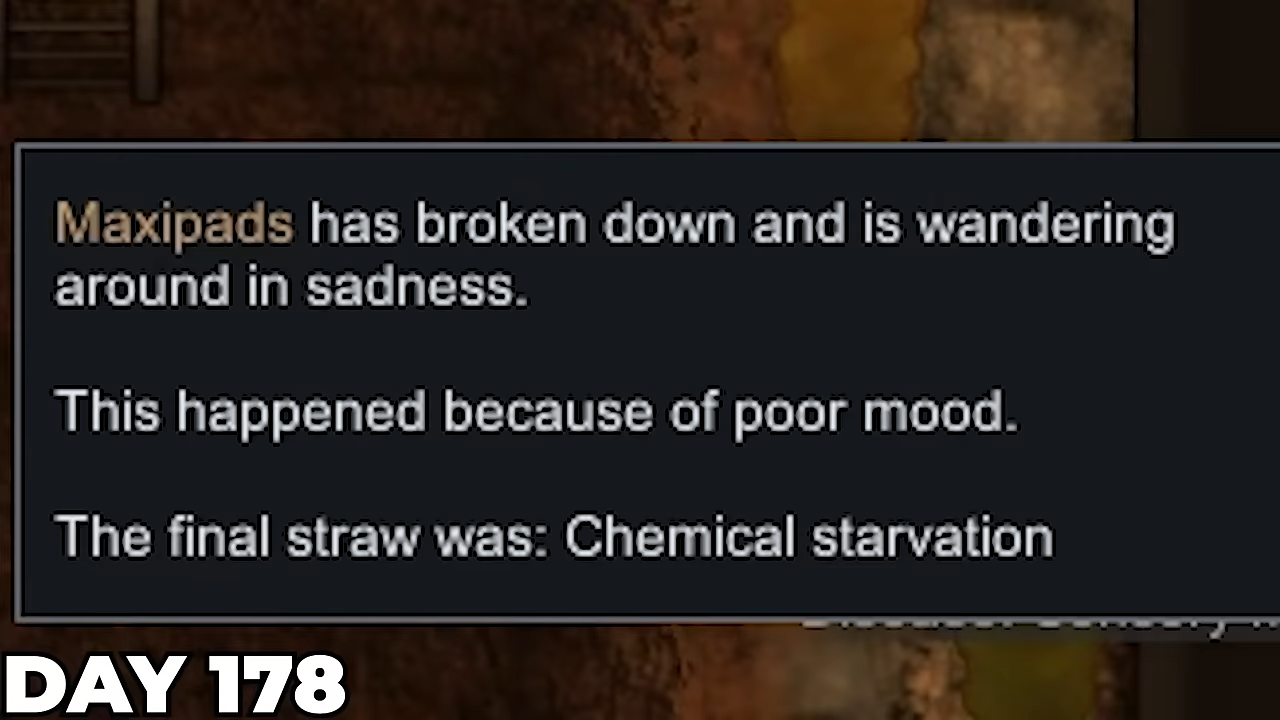 Maxipads has broken down and is wandering
around in sadness.
This happened because of poor mood.
The final straw was: Chemical starvation
DAY 178